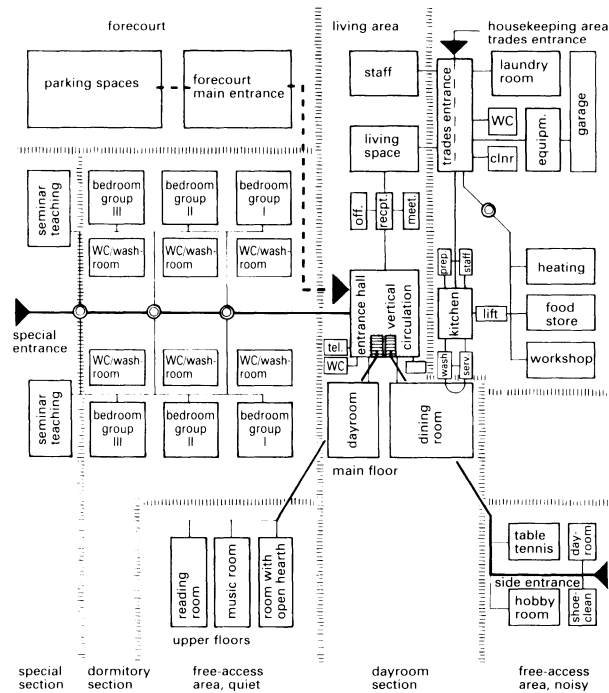 forecourt
living area
housekeeping area
trades entrance
parking spaces
forecourt
main entrance
staff
trades entrance
laundry
room
WC
clnr
equipm.
garage
living
space
off.
recpt.
meet.
seminar
teaching
bedroom
group
III
bedroom
group
II
bedroom
group
I
WC/wash-
room
WC/wash-
room
WC/wash-
room
prep.
staff
heating
entrance hall
vertical
circulation
kitchen
lift
food
store
special
entrance
tel.
WC
wash
serv.
workshop
WC/wash-
room
WC/wash-
room
WC/wash-
room
seminar
teaching
bedroom
group
III
bedroom
group
II
bedroom
group
I
dayroom
dining
room
main floor
reading
room
music room
room with
open hearth
upper floors
table
tennis
day-
room
side entrance
hobby
room
shoe-
clean
special
section
dormitory
section
free-access
area, quiet
dayroom
section
free-access
area, noisy